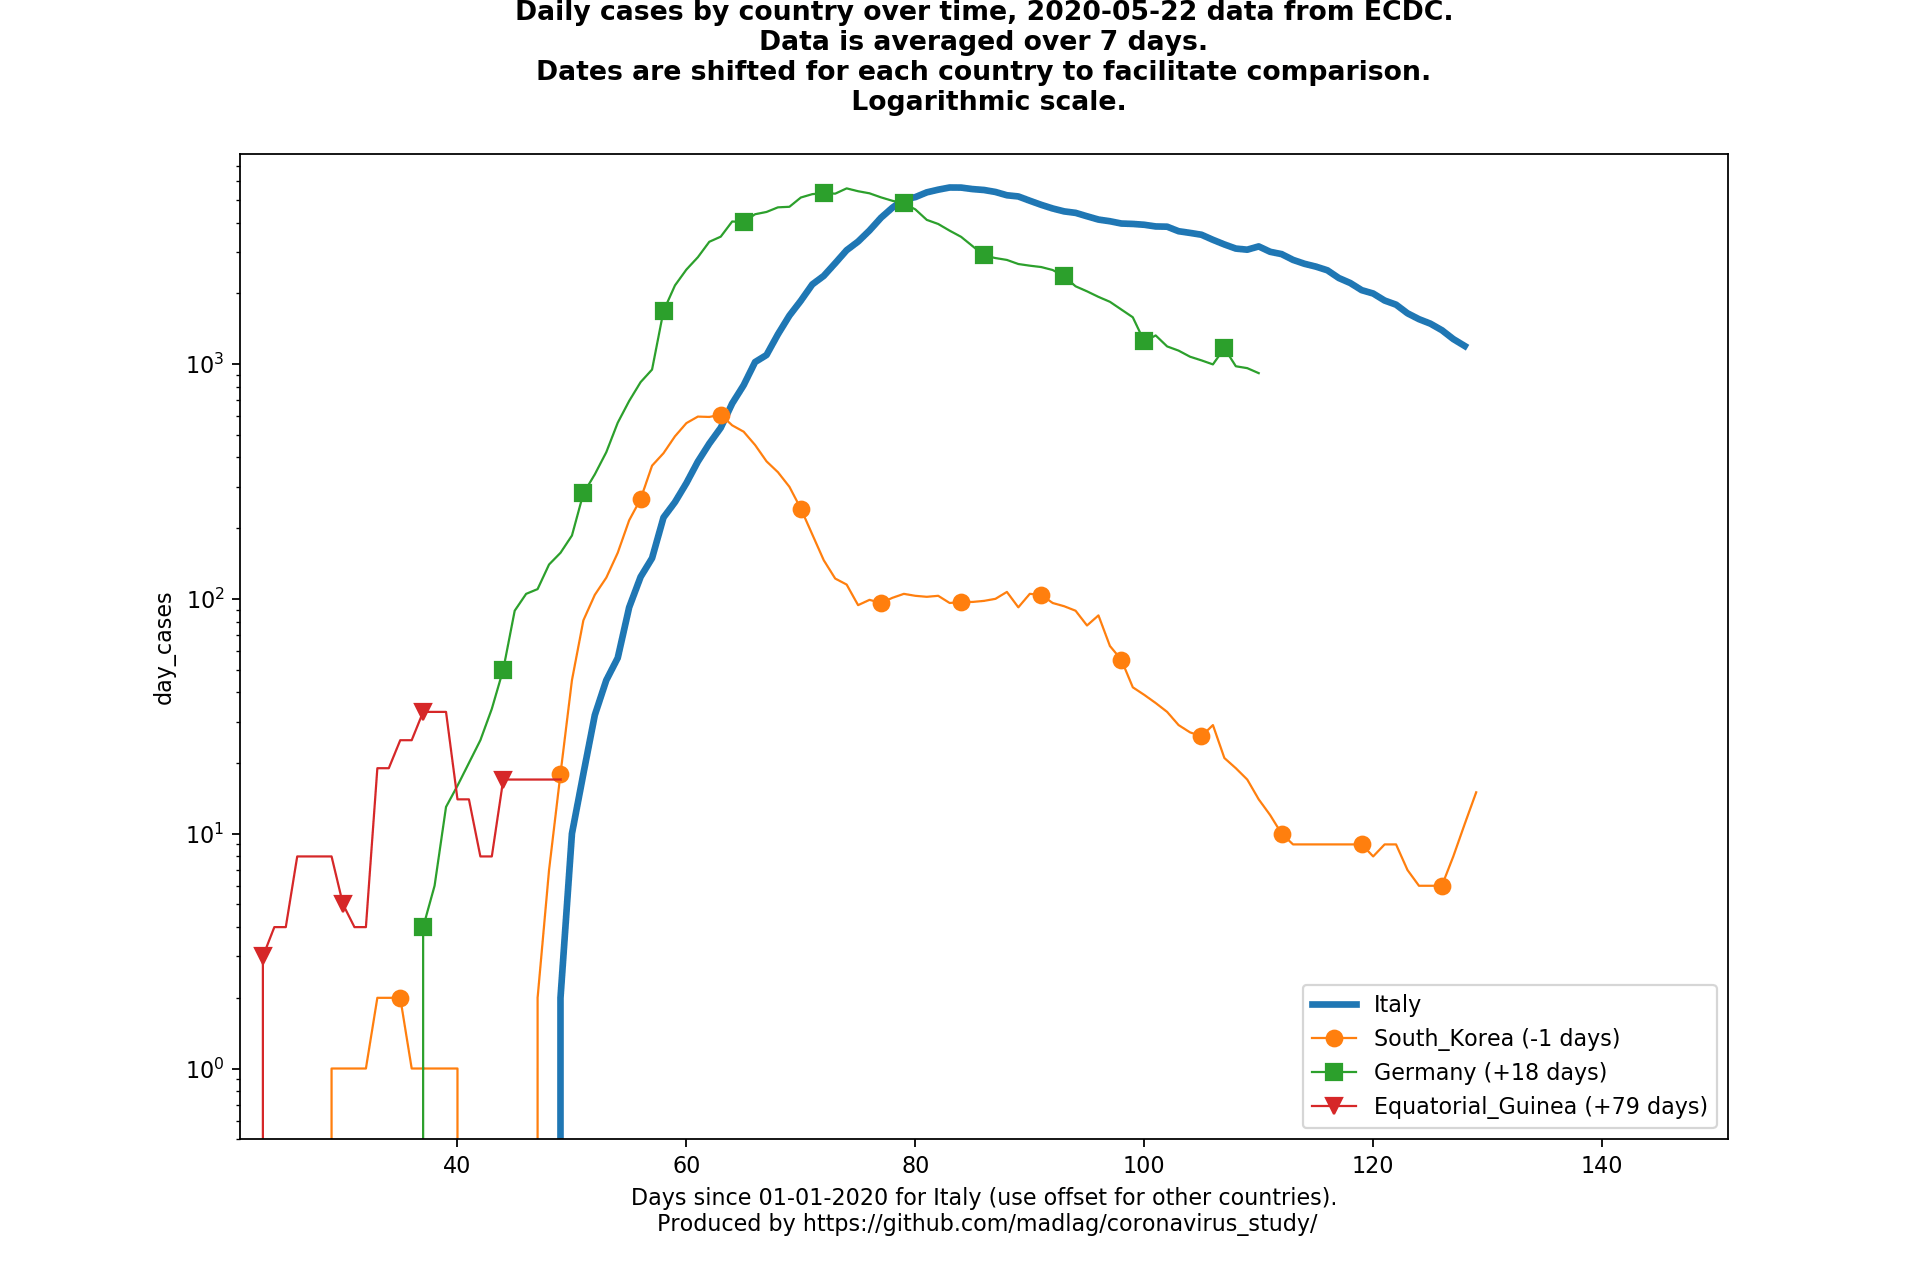 Daily cases by country over time, 2020-05-22 data from ECDC.
Data is averaged over 7 days.
Dates are shifted for each country to facilitate comparison.
Logarithmic scale.
10³
10²
10¹
10⁰
day_cases
40 60 80 100 120 140
Italy
South_Korea (-1 days)
Germany (+18 days)
Equatorial_Guinea (+79 days)
Days since 01-01-2020 for Italy (use offset for other countries).
Produced by https://github.com/madlag/coronavirus_study/